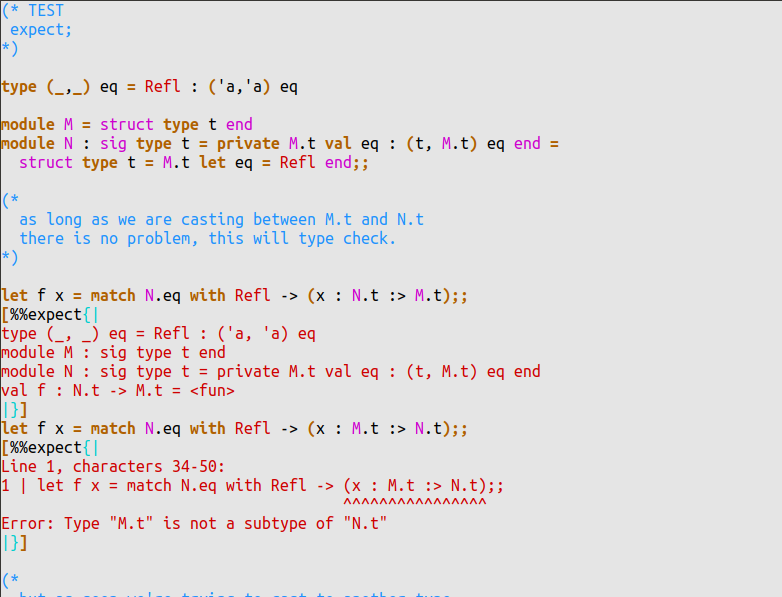 (* TEST
 expect;
*)
type (_,_) eq = Refl : ('a,'a) eq
module M = struct type t end
module N : sig type t = private M.t val eq : (t, M.t) eq end =
  struct type t = M.t let eq = Refl end;;
(*
  as long as we are casting between M.t and N.t
  there is no problem, this will type check.
*)
let f x = match N.eq with Refl -> (x : N.t :> M.t);;
[%%expect{|
type (_, _) eq = Refl : ('a, 'a) eq
module M : sig type t end
module N : sig type t = private M.t val eq : (t, M.t) eq end
val f : N.t -> M.t = <fun>
|}]
let f x = match N.eq with Refl -> (x : M.t :> N.t);;
[%%expect{|
Line 1, characters 34-50:
1 | let f x = match N.eq with Refl -> (x : M.t :> N.t);;
                                      ^^^^^^^^^^^^^^^^
Error: Type "M.t" is not a subtype of "N.t"
|}]
(*